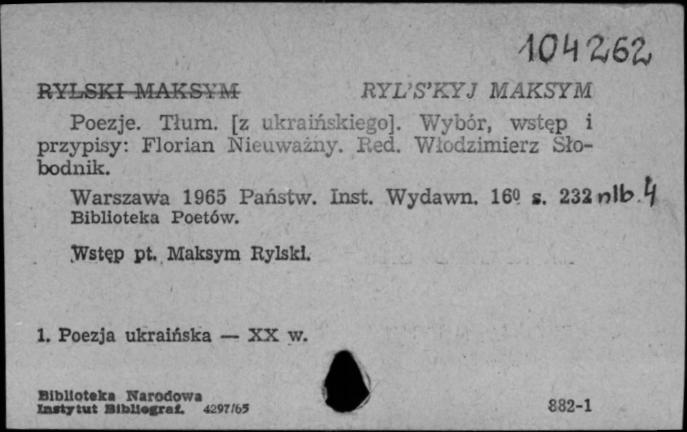 104262
RYLSKI MAKSYM RYL'S'KYJ MAKSYM
Poezje. Tłum. [z ukraińskiego]. Wybór, wstęp i
przypisy: Florian Nieuważny. Red. Włodzimierz Sło-
bodnik.
Warszawa 1965 Państw. Inst. Wydawn. 16⁰ s. 232 nlb. 4
Biblioteka Poetów.
Wstęp pt. Maksym Rylski.
1. Poezja ukraińska — XX w.
Biblioteka Narodowa
Instytut Bibliograf. 4297/65 882-1